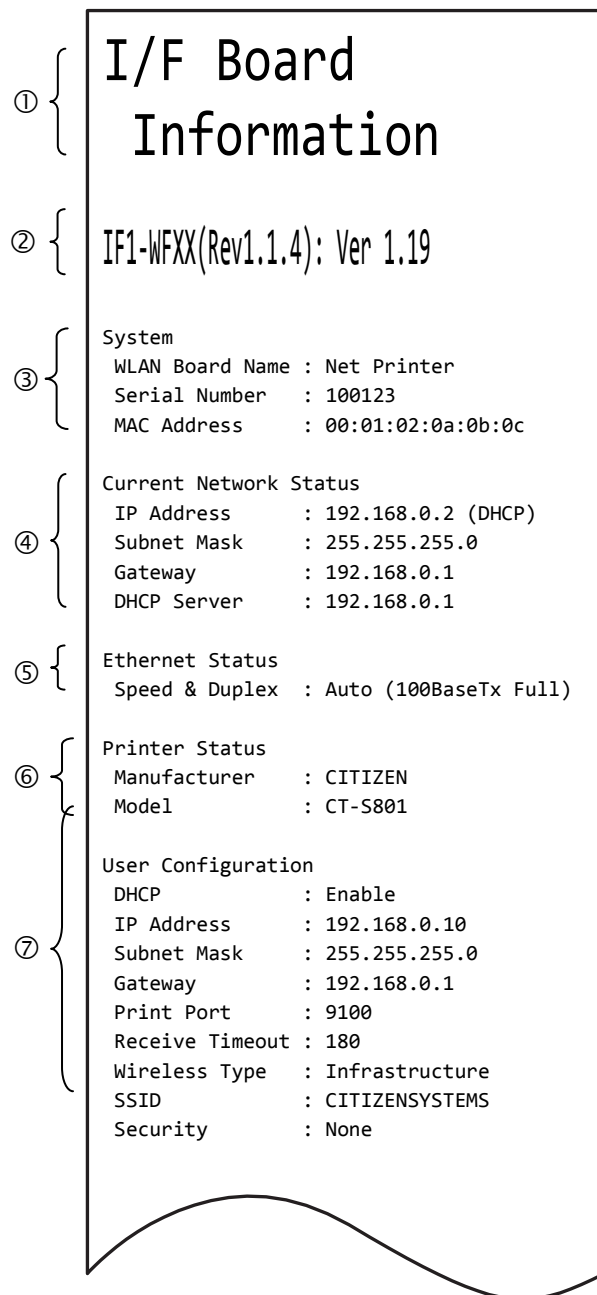 ①
I/F Board
Information
②
IF1-WFXX(Rev1.1.4): Ver 1.19
③
System
WLAN Board Name : Net Printer
Serial Number : 100123
MAC Address : 00:01:02:0a:0b:0c
④
Current Network Status
IP Address : 192.168.0.2 (DHCP)
Subnet Mask : 255.255.255.0
Gateway : 192.168.0.1
DHCP Server : 192.168.0.1
⑤
Ethernet Status
Speed & Duplex : Auto (100BaseTx Full)
⑥
Printer Status
Manufacturer : CITIZEN
Model : CT-S801
⑦
User Configuration
DHCP : Enable
IP Address : 192.168.0.10
Subnet Mask : 255.255.255.0
Gateway : 192.168.0.1
Print Port : 9100
Receive Timeout : 180
Wireless Type : Infrastructure
SSID : CITIZENSYSTEMS
Security : None